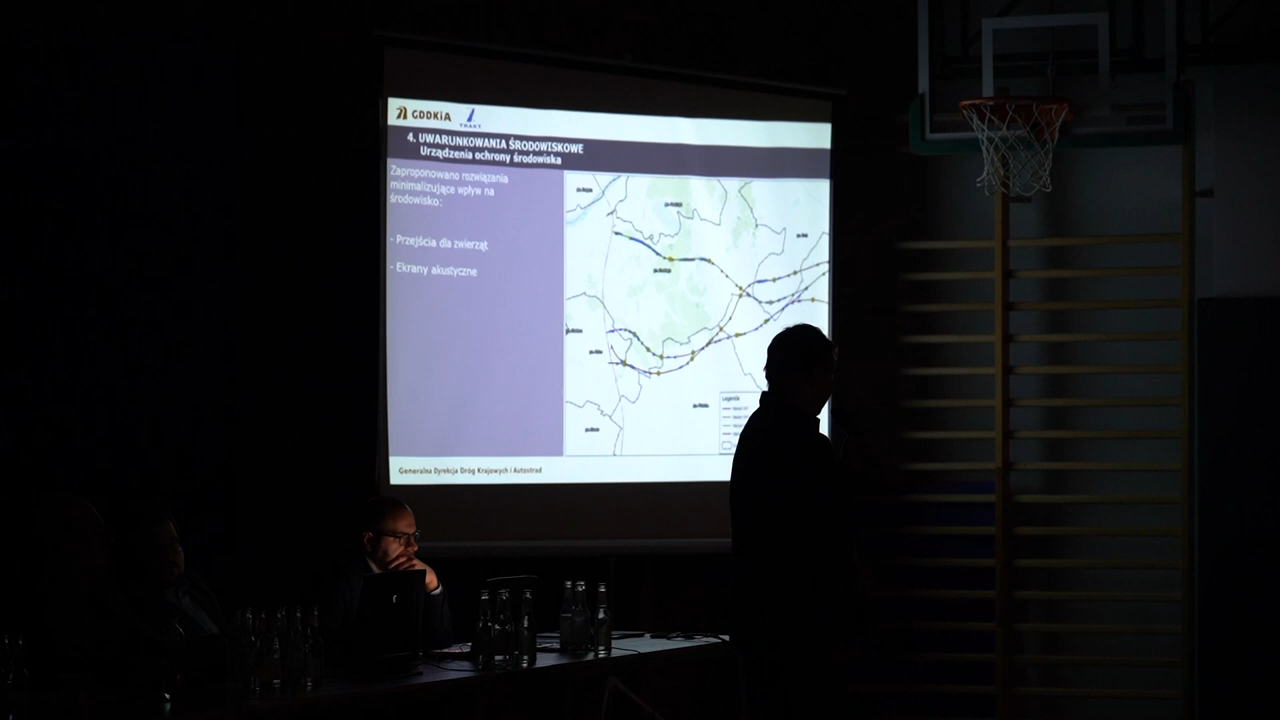 GDDKiA
TRAKT
4. UWARUNKOWANIA ŚRODOWISKOWE
Urządzenia ochrony środowiska
Zaproponowano rozwiązania
minimalizujące wpływ na
środowisko:
- Przejścia dla zwierząt
- Ekrany akustyczne
Legenda
Generalna Dyrekcja Dróg Krajowych i Autostrad